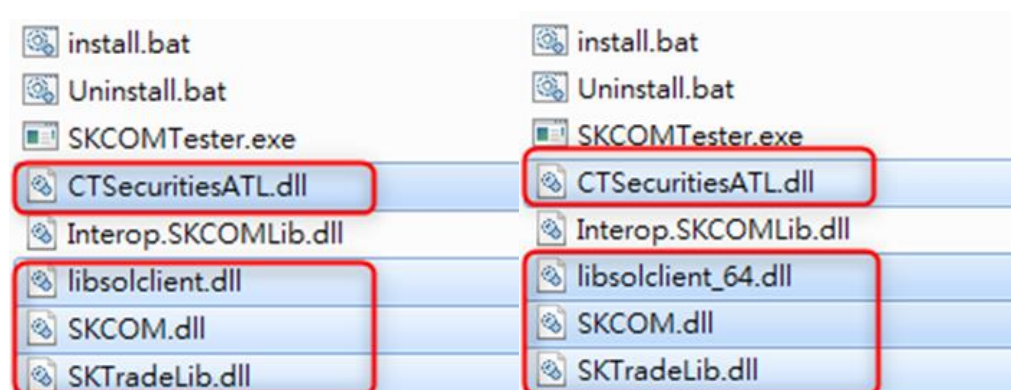 install.bat
Uninstall.bat
SKCOMTester.exe
CTSecuritiesATL.dll
Interop.SKCOMLib.dll
libsolclient.dll
SKCOM.dll
SKTradeLib.dll
install.bat
Uninstall.bat
SKCOMTester.exe
CTSecuritiesATL.dll
Interop.SKCOMLib.dll
libsolclient_64.dll
SKCOM.dll
SKTradeLib.dll